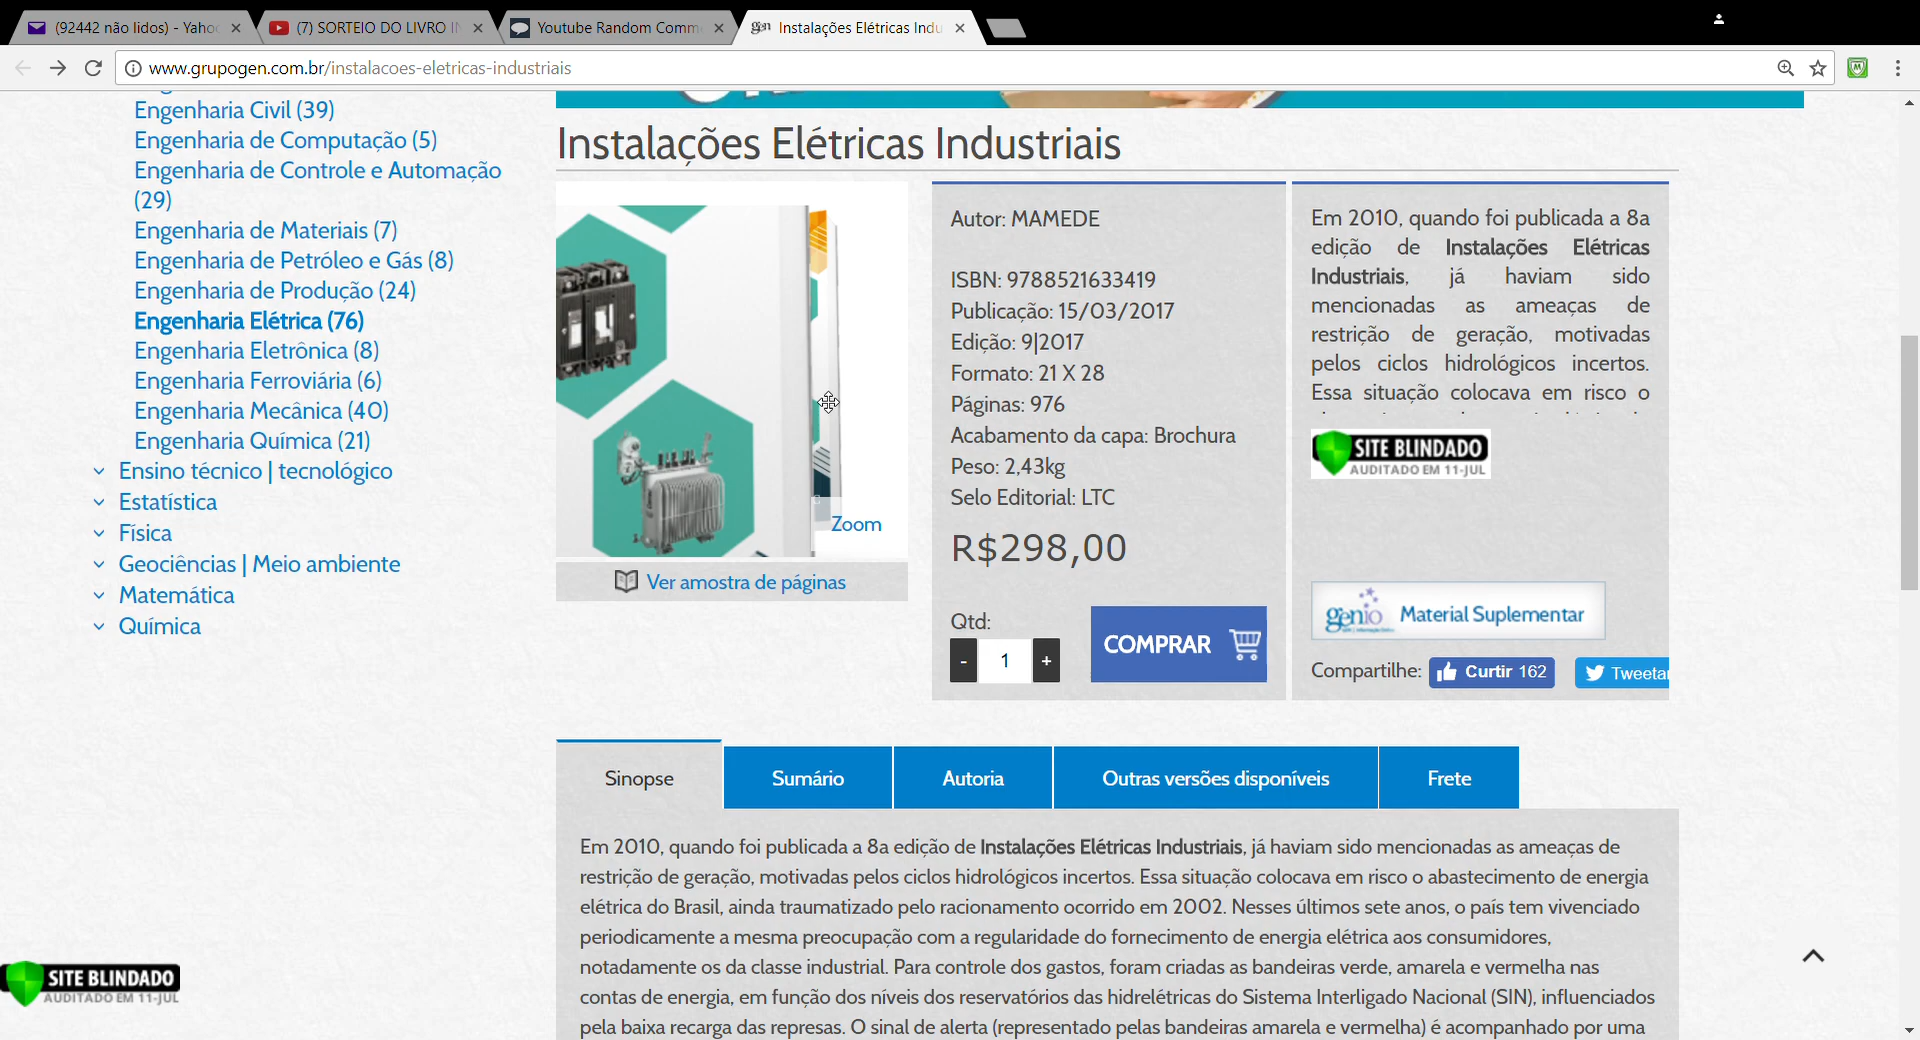 (92442 não lidos) - Yahoo
(7) SORTEIO DO LIVRO IN
Youtube Random Comme
gen Instalações Elétricas Indu
www.grupogen.com.br/instalacoes-eletricas-industriais
Engenharia Civil (39)
Engenharia de Computação (5)
Engenharia de Controle e Automação
(29)
Engenharia de Materiais (7)
Engenharia de Petróleo e Gás (8)
Engenharia de Produção (24)
Engenharia Elétrica (76)
Engenharia Eletrônica (8)
Engenharia Ferroviária (6)
Engenharia Mecânica (40)
Engenharia Química (21)
Ensino técnico | tecnológico
Estatística
Física
Geociências | Meio ambiente
Matemática
Química
Instalações Elétricas Industriais
Zoom
Ver amostra de páginas
Autor: MAMEDE
ISBN: 9788521633419
Publicação: 15/03/2017
Edição: 9|2017
Formato: 21 X 28
Páginas: 976
Acabamento da capa: Brochura
Peso: 2,43kg
Selo Editorial: LTC
R$298,00
Qtd:
- 1 +
COMPRAR
Em 2010, quando foi publicada a 8a
edição de Instalações Elétricas
Industriais, já haviam sido
mencionadas as ameaças de
restrição de geração, motivadas
pelos ciclos hidrológicos incertos.
Essa situação colocava em risco o
SITE BLINDADO
AUDITADO EM 11-JUL
genio Material Suplementar
Compartilhe: Curtir 162 Tweetar
Sinopse
Sumário
Autoria
Outras versões disponíveis
Frete
Em 2010, quando foi publicada a 8a edição de Instalações Elétricas Industriais, já haviam sido mencionadas as ameaças de
restrição de geração, motivadas pelos ciclos hidrológicos incertos. Essa situação colocava em risco o abastecimento de energia
elétrica do Brasil, ainda traumatizado pelo racionamento ocorrido em 2002. Nesses últimos sete anos, o país tem vivenciado
periodicamente a mesma preocupação com a regularidade do fornecimento de energia elétrica aos consumidores,
notadamente os da classe industrial. Para controle dos gastos, foram criadas as bandeiras verde, amarela e vermelha nas
contas de energia, em função dos níveis dos reservatórios das hidrelétricas do Sistema Interligado Nacional (SIN), influenciados
pela baixa recarga das represas. O sinal de alerta (representado pelas bandeiras amarela e vermelha) é acompanhado por uma
SITE BLINDADO
AUDITADO EM 11-JUL